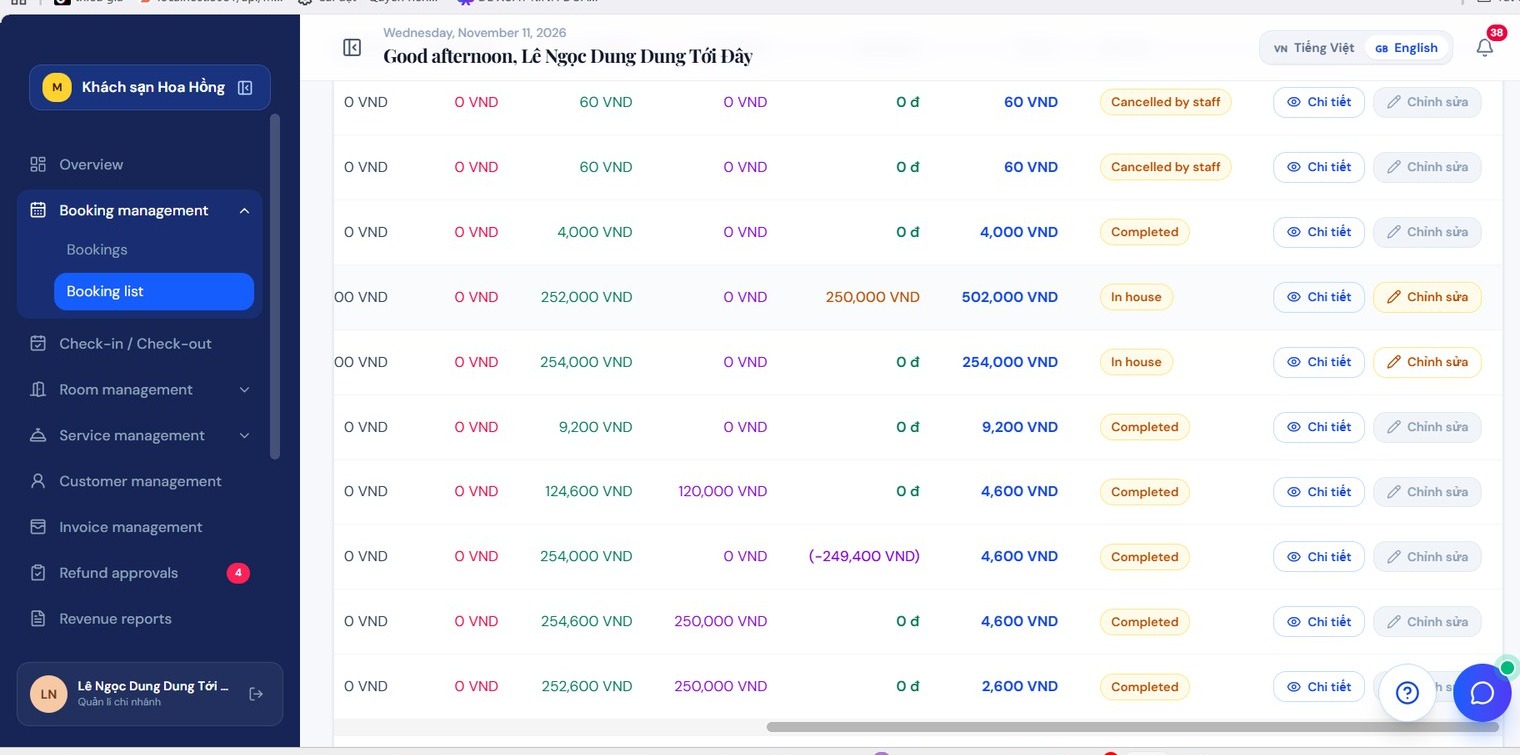 Wednesday, November 11, 2026
Good afternoon, Lê Ngọc Dung Dung Tới Đây
VN Tiếng Việt GB English
38
M Khách sạn Hoa Hồng
Overview
Booking management
Bookings
Booking list
Check-in / Check-out
Room management
Service management
Customer management
Invoice management
Refund approvals 4
Revenue reports
LN Lê Ngọc Dung Dung Tới ...
Quản lí chi nhánh
0 VND 0 VND 60 VND 0 VND 0 đ 60 VND Cancelled by staff Chi tiết Chỉnh sửa
0 VND 0 VND 60 VND 0 VND 0 đ 60 VND Cancelled by staff Chi tiết Chỉnh sửa
0 VND 0 VND 4,000 VND 0 VND 0 đ 4,000 VND Completed Chi tiết Chỉnh sửa
00 VND 0 VND 252,000 VND 0 VND 250,000 VND 502,000 VND In house Chi tiết Chỉnh sửa
00 VND 0 VND 254,000 VND 0 VND 0 đ 254,000 VND In house Chi tiết Chỉnh sửa
0 VND 0 VND 9,200 VND 0 VND 0 đ 9,200 VND Completed Chi tiết Chỉnh sửa
0 VND 0 VND 124,600 VND 120,000 VND 0 đ 4,600 VND Completed Chi tiết Chỉnh sửa
0 VND 0 VND 254,000 VND 0 VND (-249,400 VND) 4,600 VND Completed Chi tiết Chỉnh sửa
0 VND 0 VND 254,600 VND 250,000 VND 0 đ 4,600 VND Completed Chi tiết Chỉnh sửa
0 VND 0 VND 252,600 VND 250,000 VND 0 đ 2,600 VND Completed Chi tiết